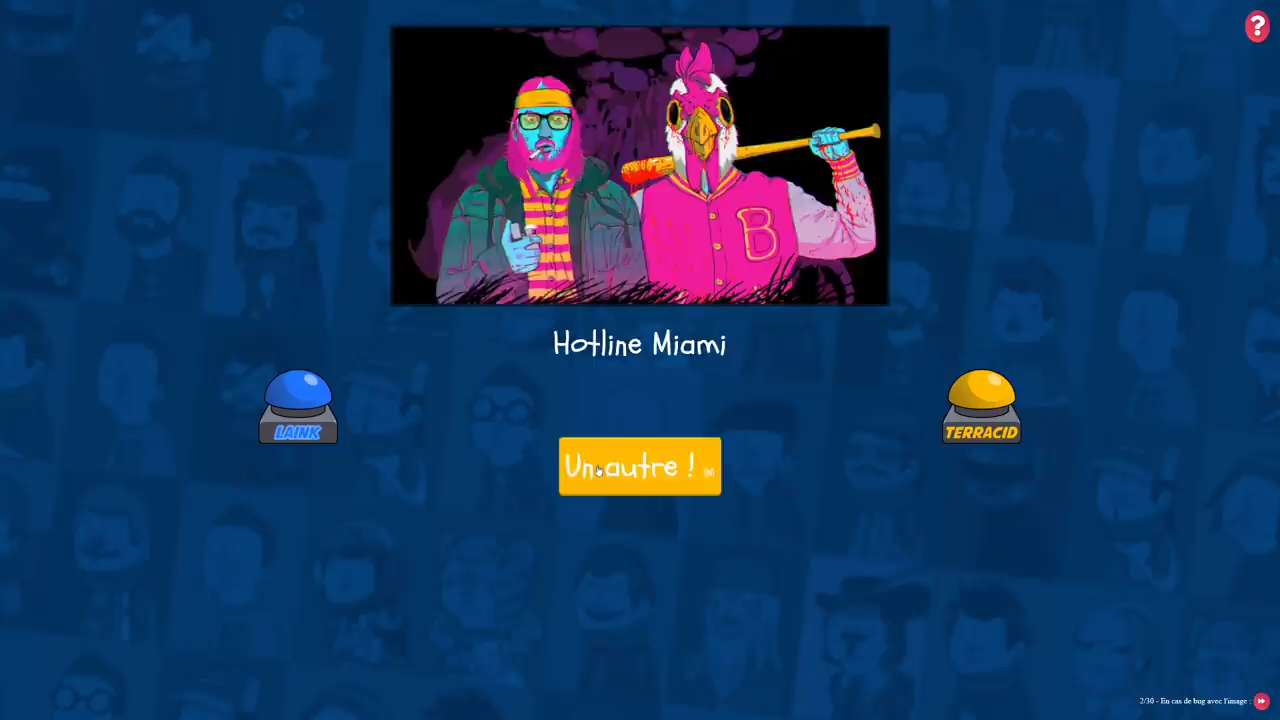 ?
B
Hotline Miami
LAINK
TERRACID
Un autre !
2/30 - En cas de bug avec l'image :